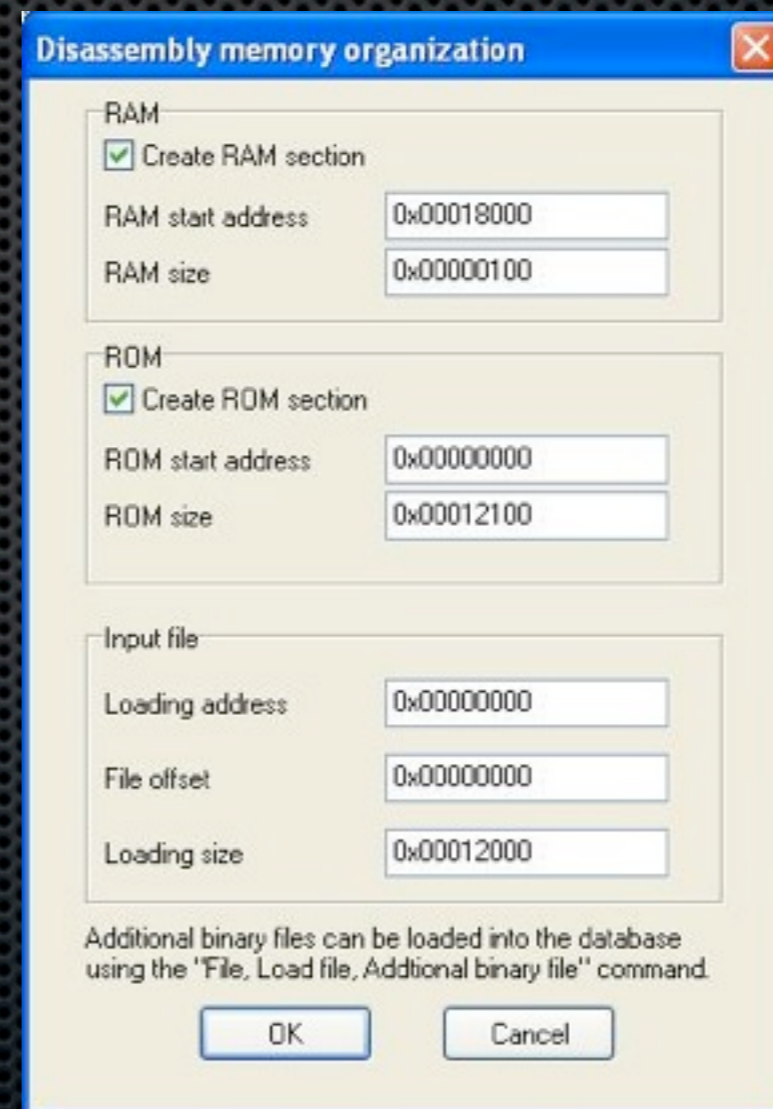 Disassembly memory organization
RAM
Create RAM section
RAM start address 0x00018000
RAM size 0x00000100
ROM
Create ROM section
ROM start address 0x00000000
ROM size 0x00012100
Input file
Loading address 0x00000000
File offset 0x00000000
Loading size 0x00012000
Additional binary files can be loaded into the database
using the "File, Load file, Addtional binary file" command.
OK Cancel